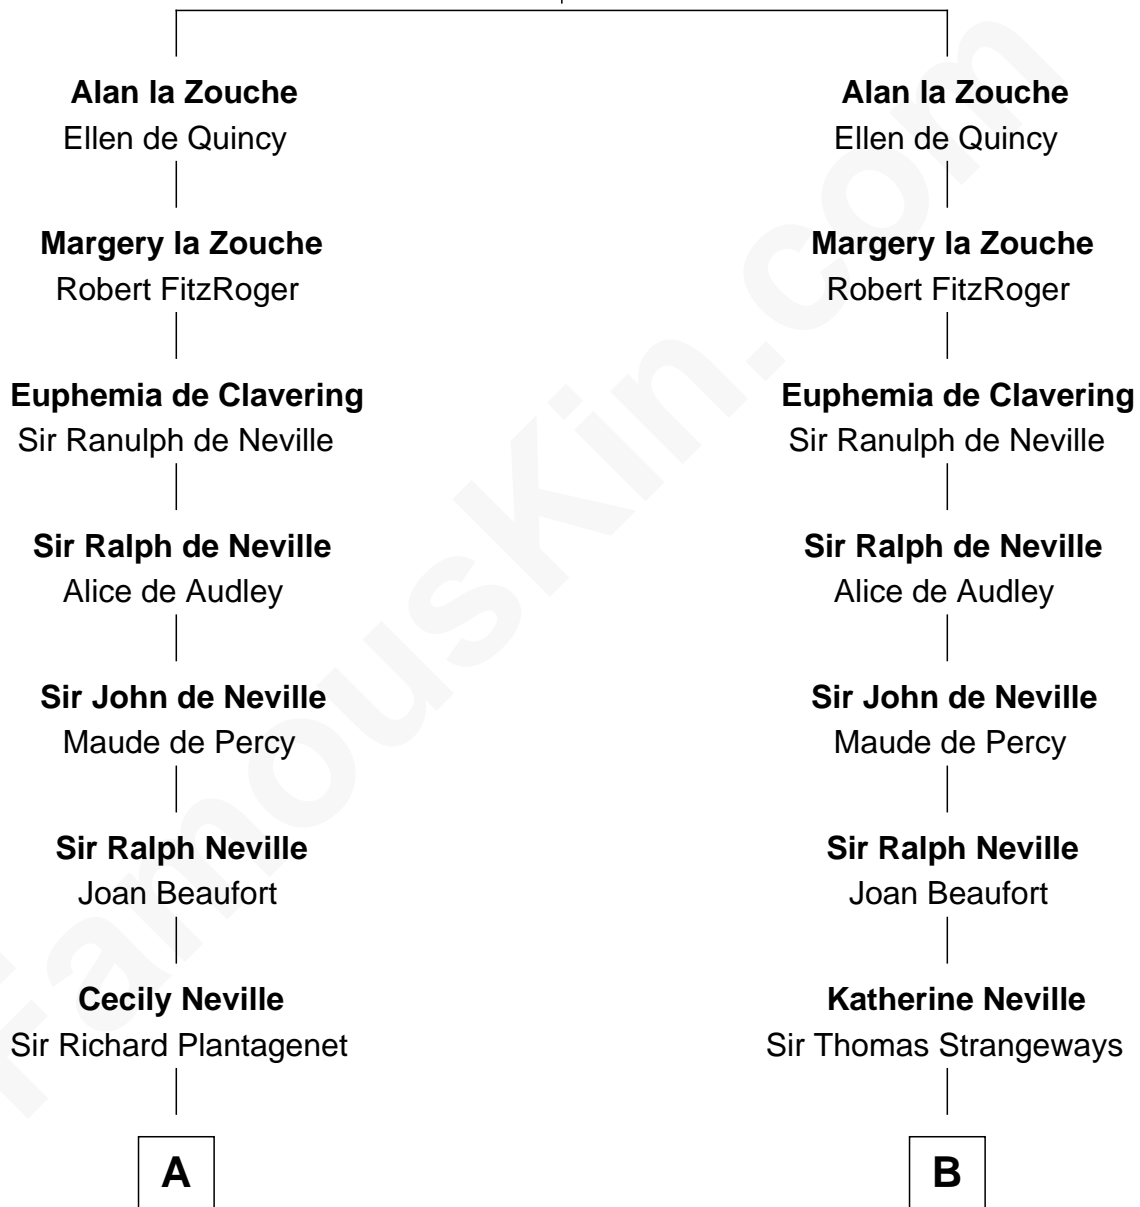 Alan la Zouche
Ellen de Quincy
Margery la Zouche
Robert FitzRoger
Euphemia de Clavering
Sir Ranulph de Neville
Sir Ralph de Neville
Alice de Audley
Sir John de Neville
Maude de Percy
Sir Ralph Neville
Joan Beaufort
Cecily Neville
Sir Richard Plantagenet
A
Alan la Zouche
Ellen de Quincy
Margery la Zouche
Robert FitzRoger
Euphemia de Clavering
Sir Ranulph de Neville
Sir Ralph de Neville
Alice de Audley
Sir John de Neville
Maude de Percy
Sir Ralph Neville
Joan Beaufort
Katherine Neville
Sir Thomas Strangeways
B
FamousKin.com